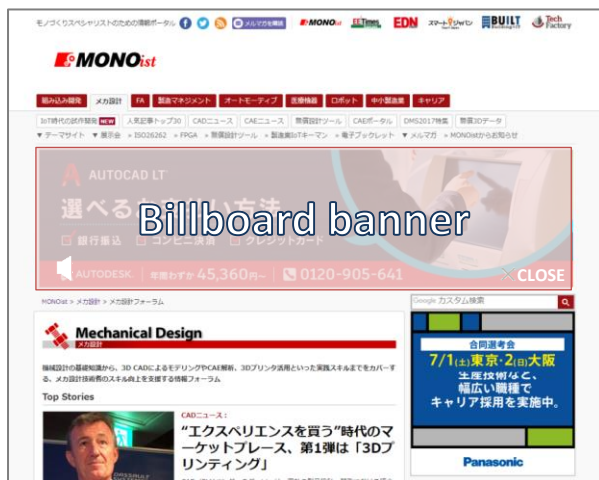 モノづくりスペシャリストのための情報ポータル メルマガを購読 MONOist EE Times EDN スマートジャパン BUILT Tech Factory
MONOist
組み込み開発 メカ設計 FA 製造マネジメント オートモーティブ 医療機器 ロボット 中小製造業 キャリア
IoT時代の試作開発 NEW 人気記事トップ30 CADニュース CAEニュース 無償設計ツール CAEポータル DMS2017特集 無償3Dデータ
▼ テーマサイト ▼ 展示会 » ISO26262 » FPGA » 無償設計ツール » 製造業IoTキーマン » 電子ブックレット ▼ メルマガ » MONOistからお知らせ
AUTOCAD LT
選べるお支払い方法
Billboard banner
銀行振込 コンビニ決済 クレジットカード
AUTODESK. 年間わずか 45,360円~ 0120-905-641
×CLOSE
MONOist > メカ設計 > メカ設計フォーラム
Google カスタム検索
Mechanical Design
メカ設計
機械設計の基礎知識から、3D CADによるモデリングやCAE解析、3Dプリンタ活用といった実践スキルまでをカバーす
る、メカ設計技術者のスキル向上を支援する情報フォーラム
Top Stories
CADニュース：
“エクスペリエンスを買う”時代のマ
ーケットプレース、第1弾は「3Dプ
リンティング」
合同選考会
7/1(土)東京・2(日)大阪
生産技術など、
幅広い職種で
キャリア採用を実施中。
Panasonic